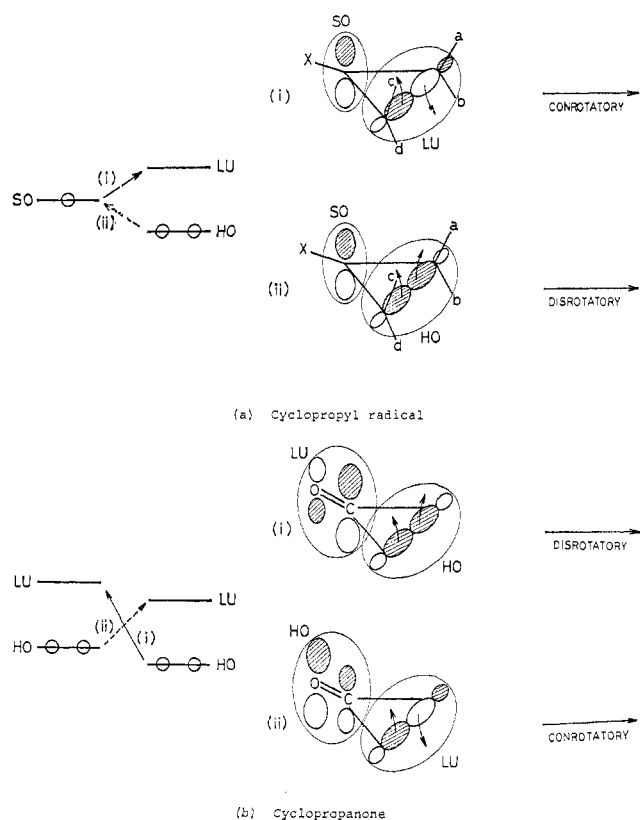 SO
X
a
(i)
c
b
d
LU
CONROTATORY
(i)
LU
SO
(ii)
HO
SO
X
a
(ii)
c
b
d
HO
DISROTATORY
(a) Cyclopropyl radical
LU
O
C
(i)
HO
DISROTATORY
LU
LU
(ii)
HO
(i)
HO
HO
O
C
(ii)
LU
CONROTATORY
(b) Cyclopropanone